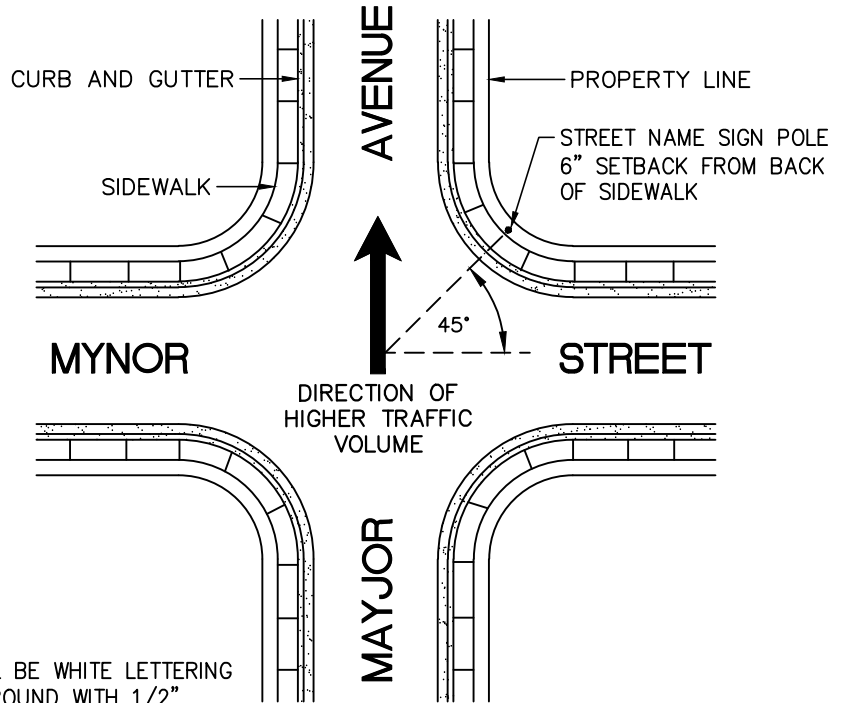 AVENUE
CURB AND GUTTER
PROPERTY LINE
STREET NAME SIGN POLE
6" SETBACK FROM BACK
OF SIDEWALK
SIDEWALK
45°
MYNOR
STREET
DIRECTION OF
HIGHER TRAFFIC
VOLUME
MAYJOR
BE WHITE LETTERING
WITH 1/2"